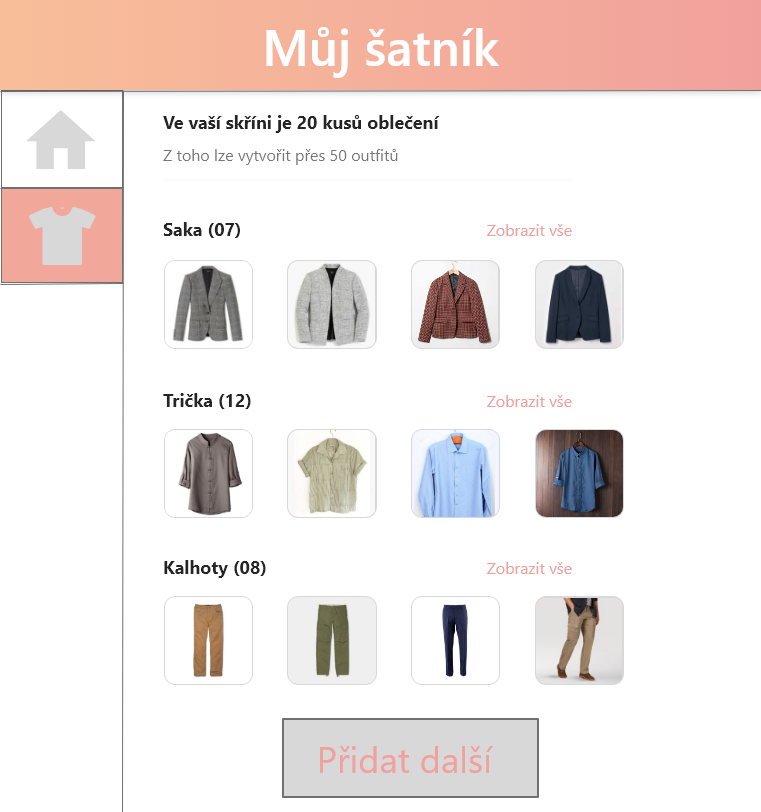 Můj šatník
Ve vaší skříni je 20 kusů oblečení
Z toho lze vytvořit přes 50 outfitů
Saka (07)
Zobrazit vše
Trička (12)
Zobrazit vše
Kalhoty (08)
Zobrazit vše
Přidat další